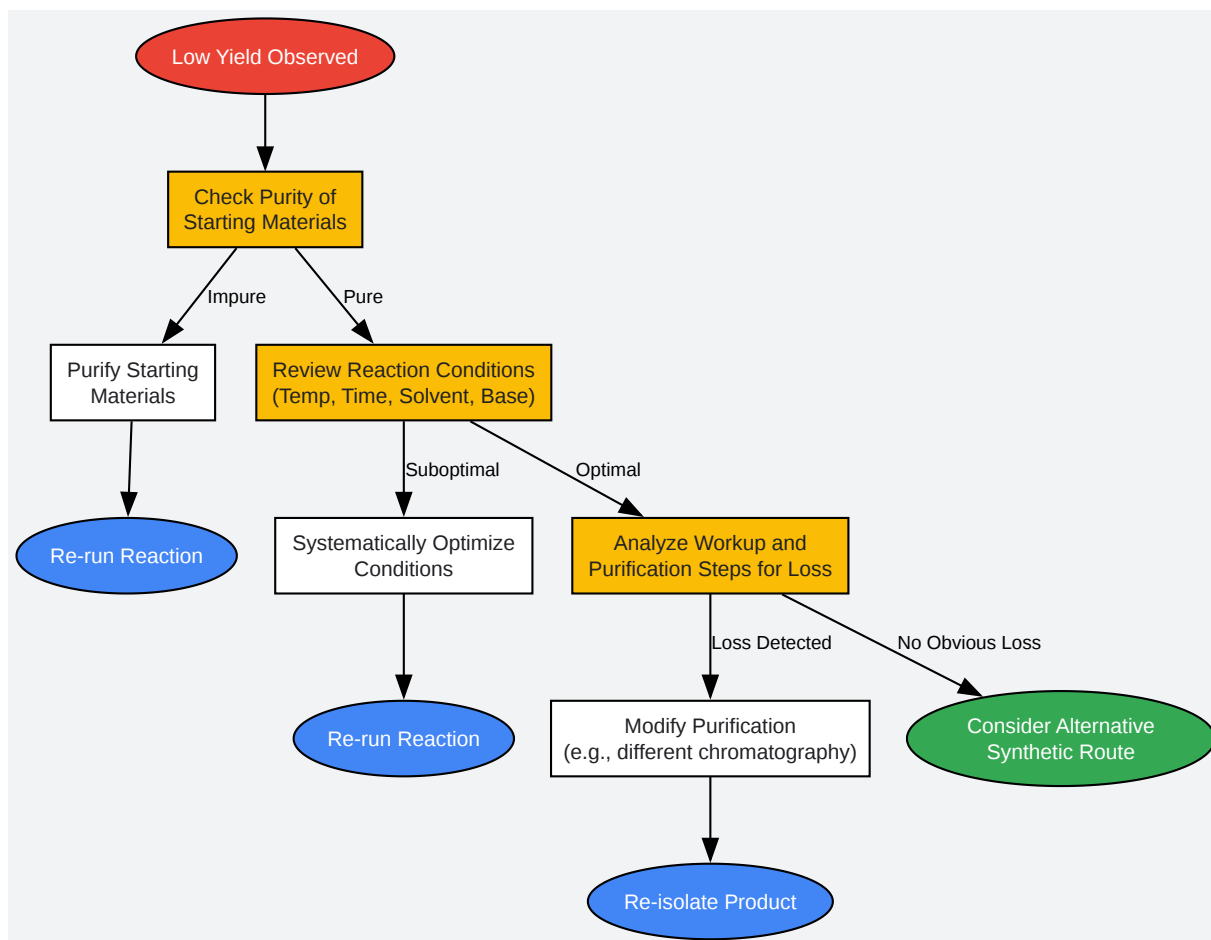 Low Yield Observed
Check Purity of
Starting Materials
Impure
Pure
Purify Starting
Materials
Review Reaction Conditions
(Temp, Time, Solvent, Base)
Suboptimal
Optimal
Re-run Reaction
Systematically Optimize
Conditions
Analyze Workup and
Purification Steps for Loss
Loss Detected
No Obvious Loss
Re-run Reaction
Modify Purification
(e.g., different chromatography)
Consider Alternative
Synthetic Route
Re-isolate Product